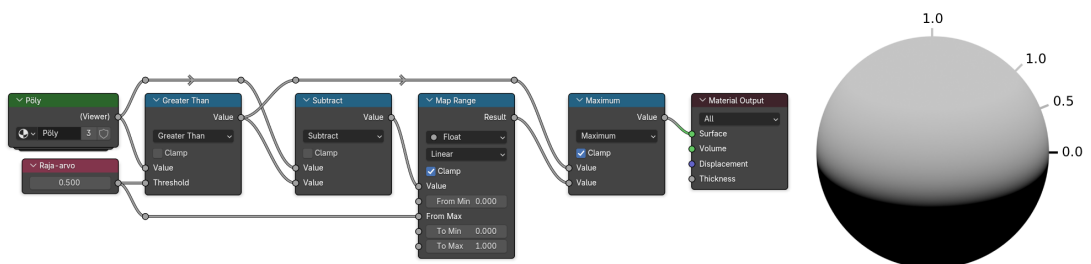 Pöly
(Viewer)
Pöly 3
Raja-arvo
0.500
Greater Than
Value
Greater Than
Clamp
Value
Threshold
Subtract
Value
Subtract
Clamp
Value
Value
Map Range
Result
Float
Linear
Clamp
Value
From Min 0.000
From Max
To Min 0.000
To Max 1.000
Maximum
Value
Maximum
Clamp
Value
Value
Material Output
All
Surface
Volume
Displacement
Thickness
1.0
1.0
0.5
0.0